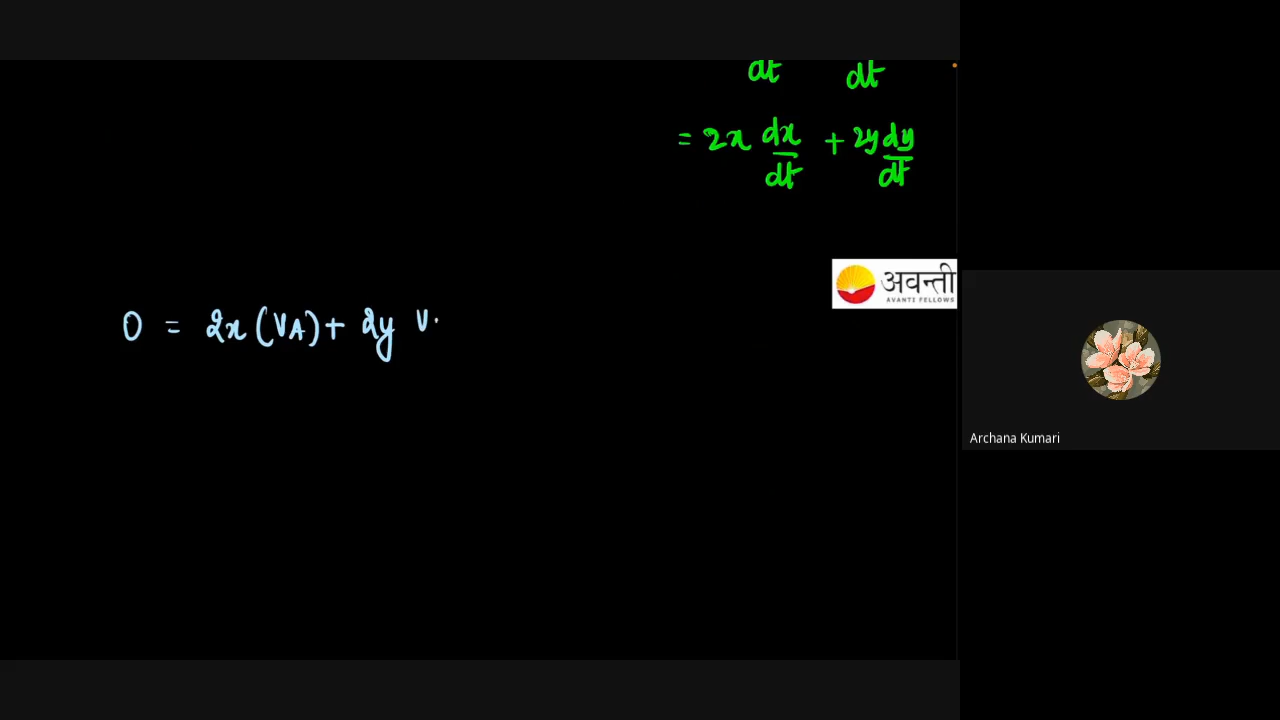 dt dt
= 2x dx/dt + 2y dy/dt
अवन्ती
AVANTI FELLOWS
0 = 2x (VA) + 2y V.
Archana Kumari